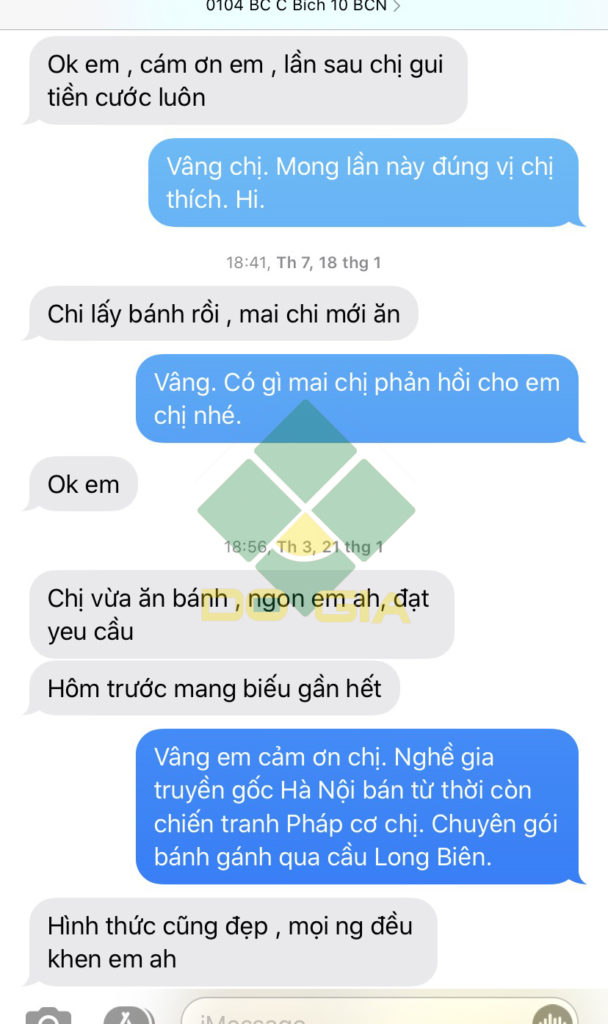 0104 BC C Bích 10 BCN >
Ok em , cám ơn em , lần sau chị gui
tiền cước luôn
Vâng chị. Mong lần này đúng vị chị
thích. Hi.
18:41, Th 7, 18 thg 1
Chi lấy bánh rồi , mai chi mới ăn
Vâng. Có gì mai chị phản hồi cho em
chị nhé.
Ok em
18:56, Th 3, 21 thg 1
Chị vừa ăn bánh , ngon em ah, đạt
yeu cầu
DO GIA
Hôm trước mang biếu gần hết
Vâng em cảm ơn chị. Nghề gia
truyền gốc Hà Nội bán từ thời còn
chiến tranh Pháp cơ chị. Chuyên gói
bánh gánh qua cầu Long Biên.
Hình thức cũng đẹp , mọi ng đều
khen em ah
iMessage